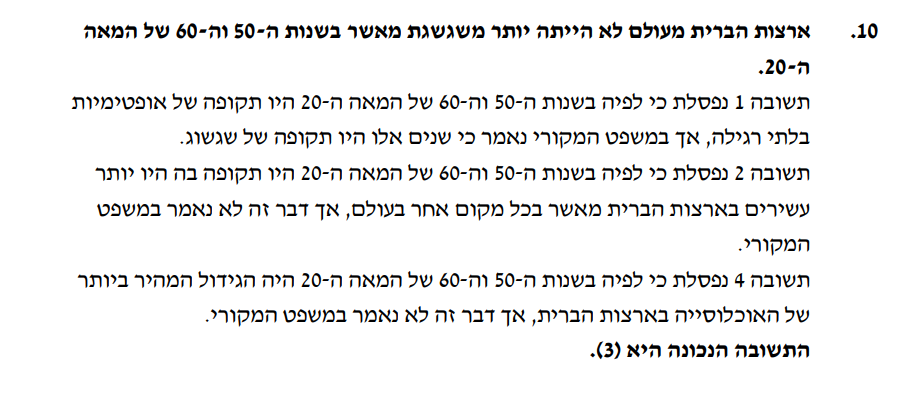 10. ארצות הברית מעולם לא הייתה יותר משגשגת מאשר בשנות ה-50 וה-60 של המאה
ה-20.
תשובה 1 נפסלת כי לפיה בשנות ה-50 וה-60 של המאה ה-20 היו תקופה של אופטימיות
בלתי רגילה, אך במשפט המקורי נאמר כי שנים אלו היו תקופה של שגשוג.
תשובה 2 נפסלת כי לפיה בשנות ה-50 וה-60 של המאה ה-20 היו תקופה בה היו יותר
עשירים בארצות הברית מאשר בכל מקום אחר בעולם, אך דבר זה לא נאמר במשפט
המקורי.
תשובה 4 נפסלת כי לפיה בשנות ה-50 וה-60 של המאה ה-20 היה הגידול המהיר ביותר
של האוכלוסייה בארצות הברית, אך דבר זה לא נאמר במשפט המקורי.
התשובה הנכונה היא (3).